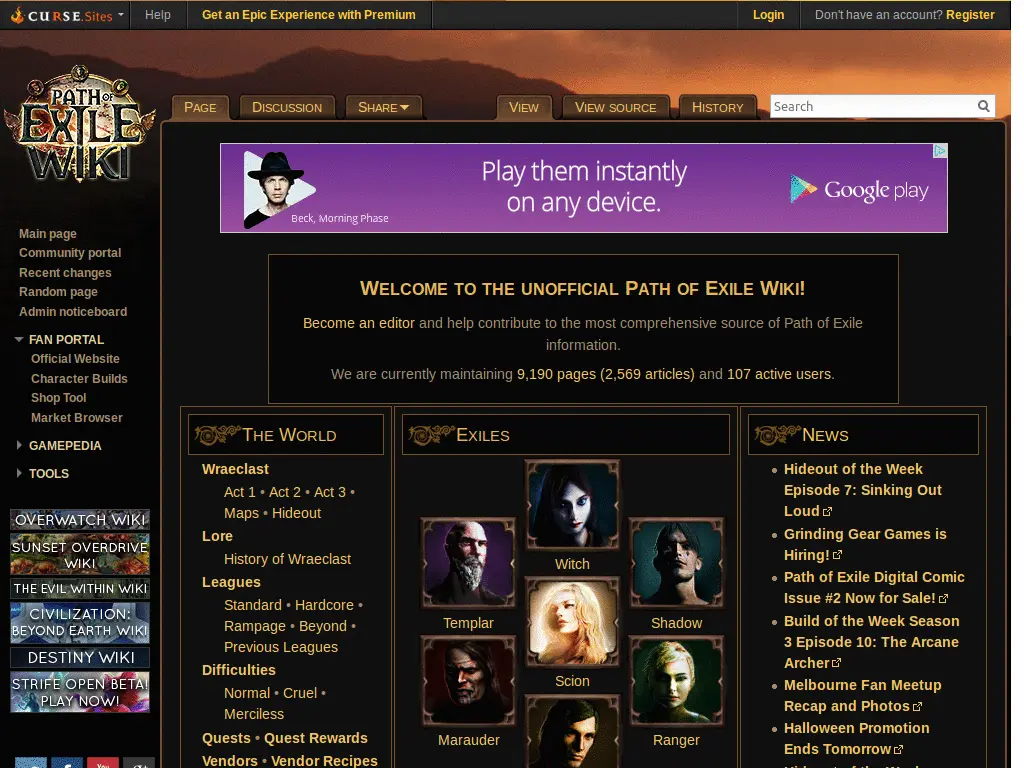 CURSE.Sites Help Get an Epic Experience with Premium Login Don't have an account? Register
PATH OF
EXILE
WIKI
PAGE DISCUSSION SHARE VIEW VIEW SOURCE HISTORY Search
Play them instantly
on any device.
Google play
Beck, Morning Phase
Main page
Community portal
Recent changes
Random page
Admin noticeboard
FAN PORTAL
Official Website
Character Builds
Shop Tool
Market Browser
GAMEPEDIA
TOOLS
OVERWATCH WIKI
SUNSET OVERDRIVE
WIKI
THE EVIL WITHIN WIKI
CIVILIZATION:
BEYOND EARTH WIKI
DESTINY WIKI
STRIFE OPEN BETA!
PLAY NOW!
You
WELCOME TO THE UNOFFICIAL PATH OF EXILE WIKI!
Become an editor and help contribute to the most comprehensive source of Path of Exile
information.
We are currently maintaining 9,190 pages (2,569 articles) and 107 active users.
THE WORLD
Wraeclast
Act 1 • Act 2 • Act 3 •
Maps • Hideout
Lore
History of Wraeclast
Leagues
Standard • Hardcore •
Rampage • Beyond •
Previous Leagues
Difficulties
Normal • Cruel •
Merciless
Quests • Quest Rewards
Vendors • Vendor Recipes
EXILES
Witch
Templar
Shadow
Scion
Marauder
Ranger
NEWS
Hideout of the Week
Episode 7: Sinking Out
Loud
Grinding Gear Games is
Hiring!
Path of Exile Digital Comic
Issue #2 Now for Sale!
Build of the Week Season
3 Episode 10: The Arcane
Archer
Melbourne Fan Meetup
Recap and Photos
Halloween Promotion
Ends Tomorrow